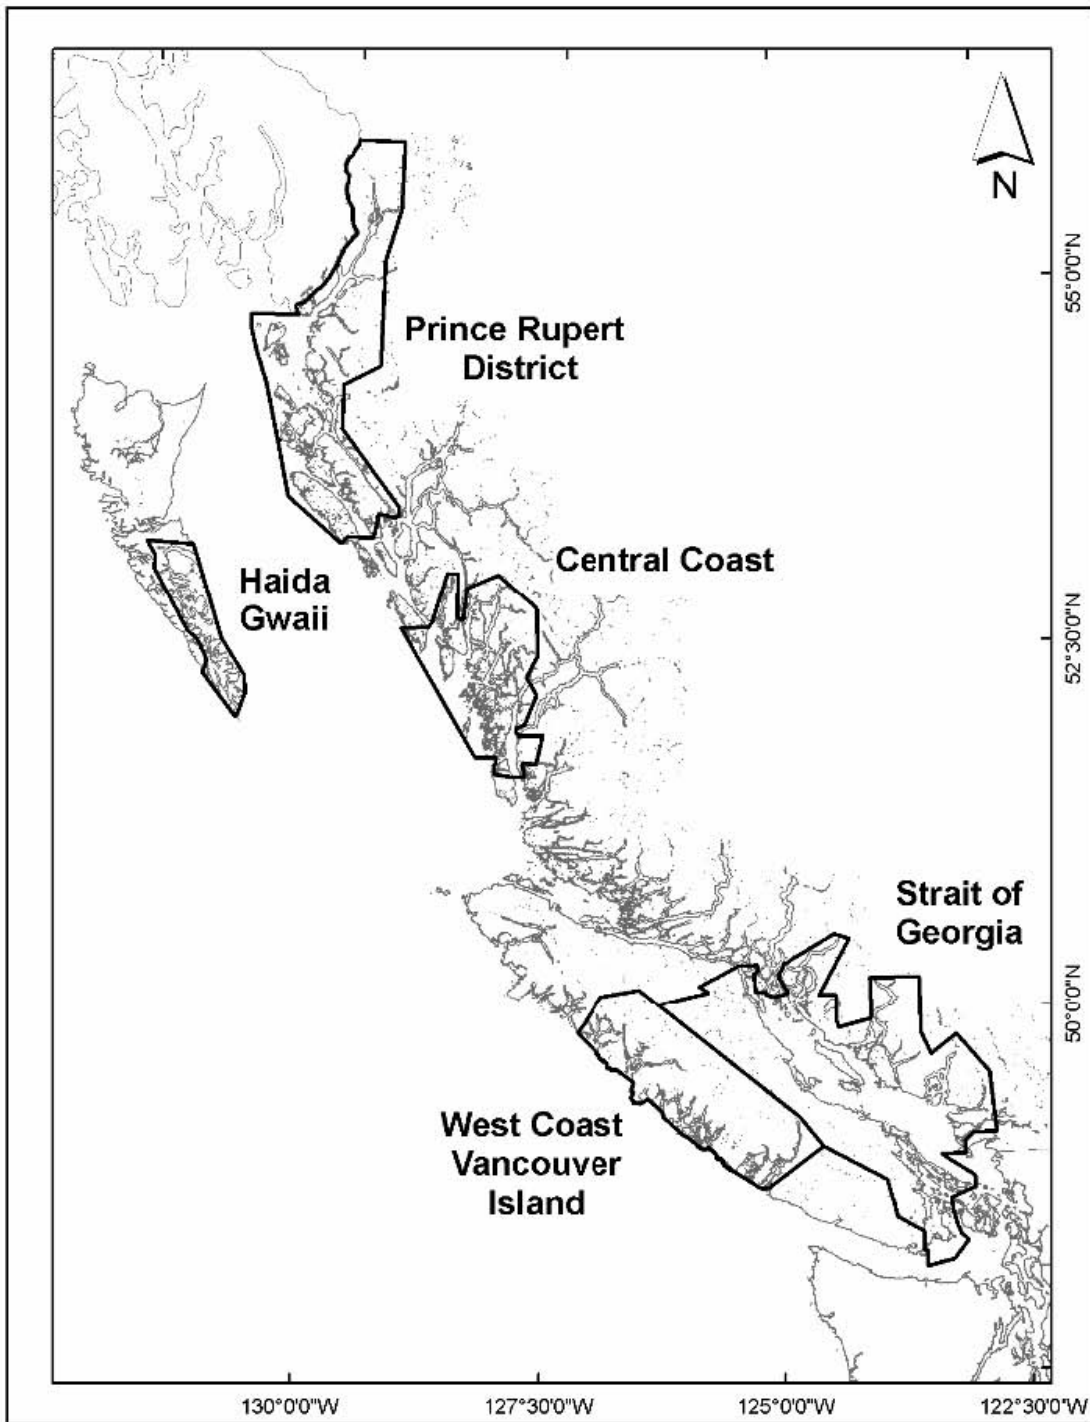 N
55°0'0"N
Prince Rupert
District
Central Coast
Haida
Gwaii
52°30'0"N
Strait of
Georgia
50°0'0"N
West Coast
Vancouver
Island
130°0'0"W
127°30'0"W
125°0'0"W
122°30'0"W